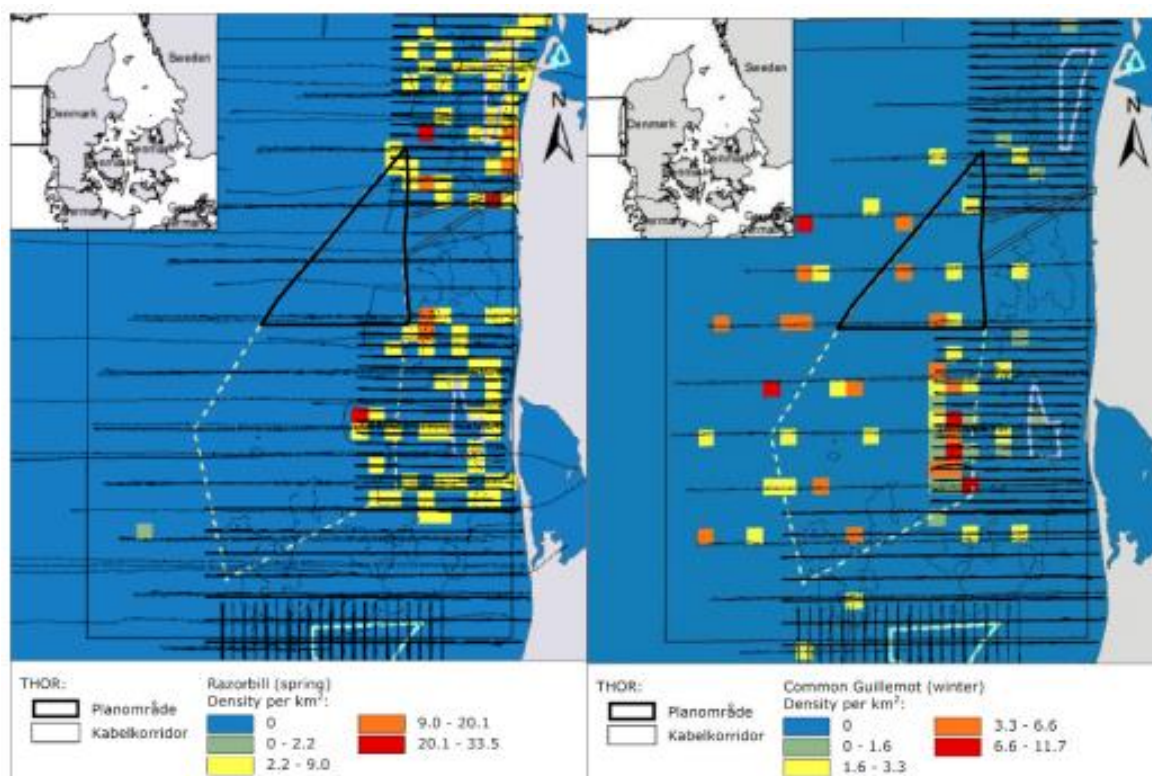 Sweden
Denmark
N
Sweden
Denmark
N
THOR:
Planområde
Kabelkorridor
Razorbill (spring)
Density per km²:
0
0 - 2.2
2.2 - 9.0
9.0 - 20.1
20.1 - 33.5
THOR:
Planområde
Kabelkorridor
Common Guillemot (winter)
Density per km²:
0
0 - 1.6
1.6 - 3.3
3.3 - 6.6
6.6 - 11.7